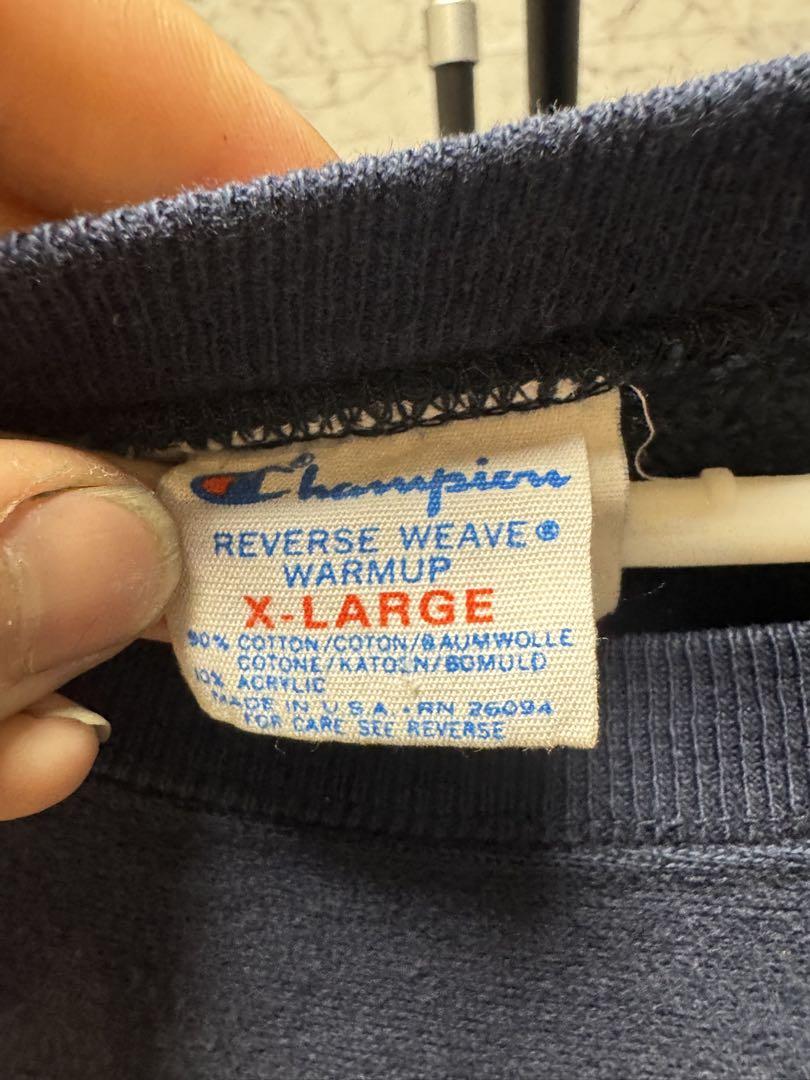 Champion
REVERSE WEAVE®
WARMUP
X-LARGE
90% COTTON/COTON/BAUMWOLLE
COTONE/KATOEN/BOMULD
10% ACRYLIC
MADE IN U.S.A. • RN 26094
FOR CARE SEE REVERSE